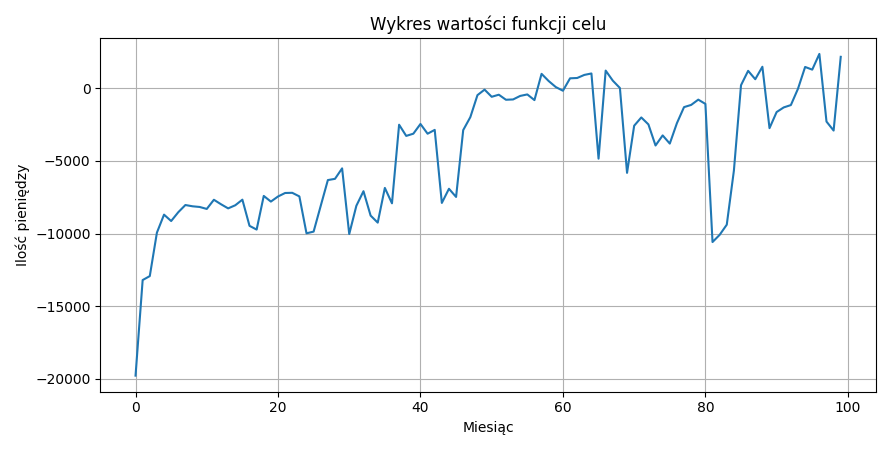 Wykres wartości funkcji celu
Ilość pieniędzy
0
−5000
−10000
−15000
−20000
0 20 40 60 80 100
Miesiąc